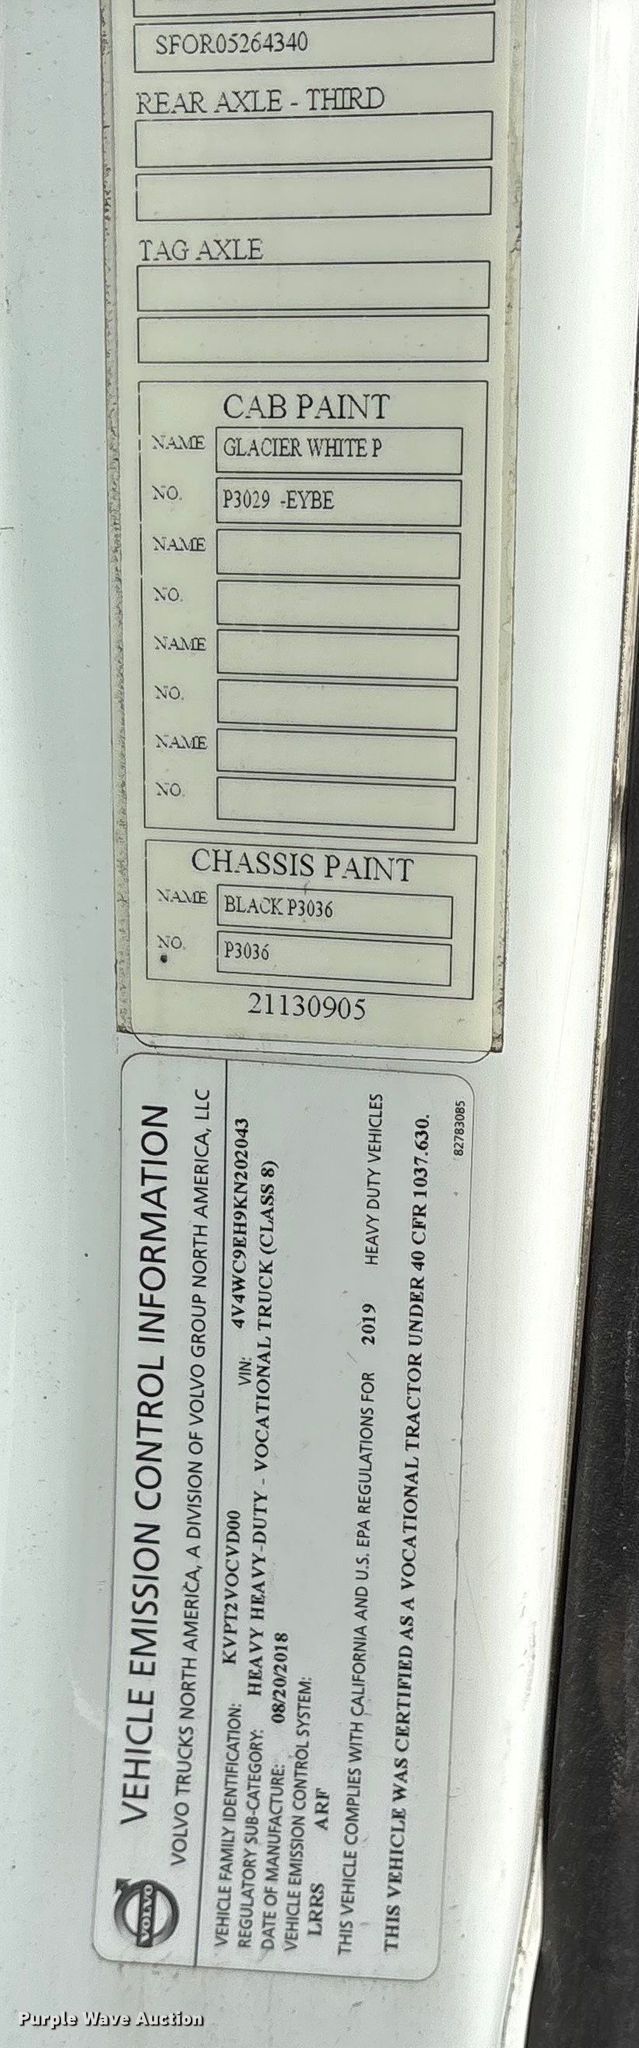 SFOR05264340
REAR AXLE - THIRD
TAG AXLE
CAB PAINT
NAME GLACIER WHITE P
NO. P3029 -EYBE
NAME
NO.
NAME
NO.
NAME
NO.
CHASSIS PAINT
NAME BLACK P3036
NO. P3036
21130905
VEHICLE EMISSION CONTROL INFORMATION
VOLVO TRUCKS NORTH AMERICA, A DIVISION OF VOLVO GROUP NORTH AMERICA, LLC
VOLVO
VEHICLE FAMILY IDENTIFICATION: KVPT2VOCVD00 VIN: 4V4WC9EH9KN202043
REGULATORY SUB-CATEGORY: HEAVY HEAVY-DUTY - VOCATIONAL TRUCK (CLASS 8)
DATE OF MANUFACTURE: 08/20/2018
VEHICLE EMISSION CONTROL SYSTEM:
LRRS ARF
THIS VEHICLE COMPLIES WITH CALIFORNIA AND U.S. EPA REGULATIONS FOR 2019 HEAVY DUTY VEHICLES
THIS VEHICLE WAS CERTIFIED AS A VOCATIONAL TRACTOR UNDER 40 CFR 1037.630.
82783085
Purple Wave Auction